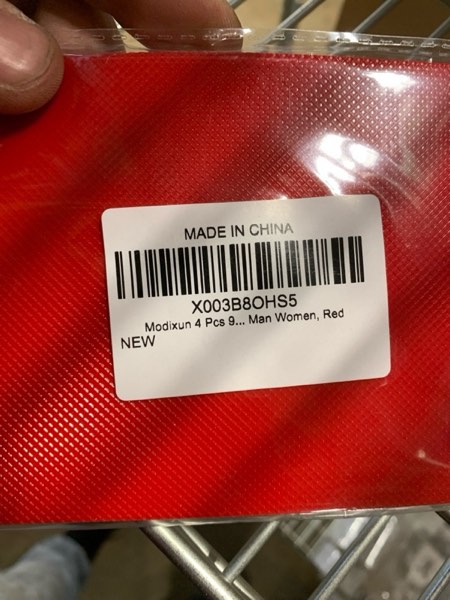 MADE IN CHINA
X003B8OHS5
Modixun 4 Pcs 9... Man Women, Red
NEW